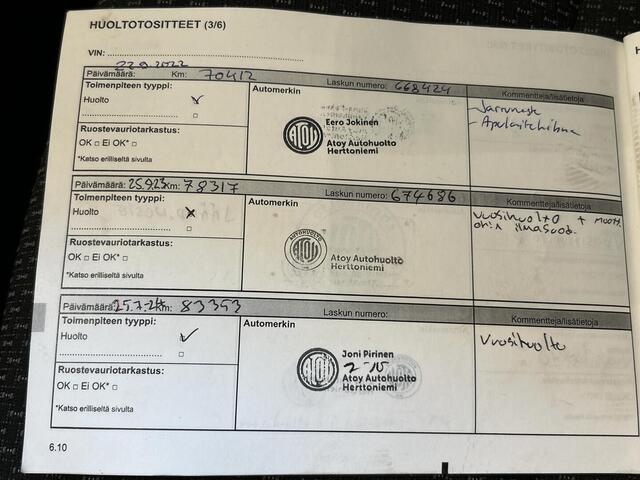 HUOLTOTOSITTEET (3/6)
VIN:
22.9.2022
Päivämäärä: Km: 70412 Laskun numero: 668424 Kommentteja/lisätietoja
Toimenpiteen tyyppi: Automerkin
Huolto
- Jarruneste
Eero Jokinen
ATOY
Atoy Autohuolto
Herttoniemi
Ruostevauriotarkastus:
OK □ Ei OK* □
*Katso erilliseltä sivulta
Päivämäärä: 25.9.23 Km: 78317 Laskun numero: 674686 Kommentteja/lisätietoja
Toimenpiteen tyyppi: Automerkin
Huolto
vuosihuolto + moott.
AUTOHUOLTO
ATOY
Atoy Autohuolto
Herttoniemi
Ruostevauriotarkastus:
OK □ Ei OK* □
*Katso erilliseltä sivulta
Päivämäärä: 25.7.24 Km: 83353 Laskun numero: Kommentteja/lisätietoja
Toimenpiteen tyyppi: Automerkin
Huolto
Vuosihuolto
Joni Pirinen
ATOY
Atoy Autohuolto
Herttoniemi
Ruostevauriotarkastus:
OK □ Ei OK* □
*Katso erilliseltä sivulta
6.10